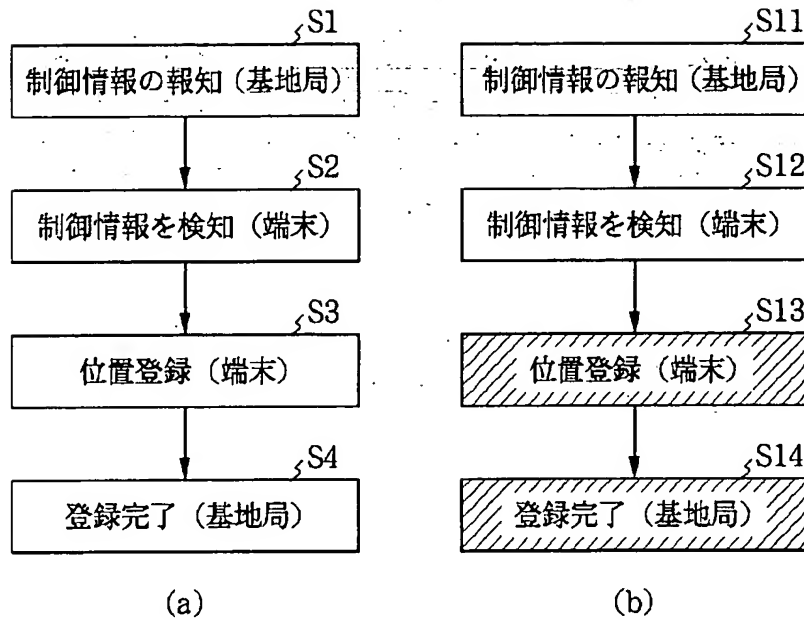 S1
制御情報の報知（基地局）
S2
制御情報を検知（端末）
S3
位置登録（端末）
S4
登録完了（基地局）
(a)
S11
制御情報の報知（基地局）
S12
制御情報を検知（端末）
S13
位置登録（端末）
S14
登録完了（基地局）
(b)